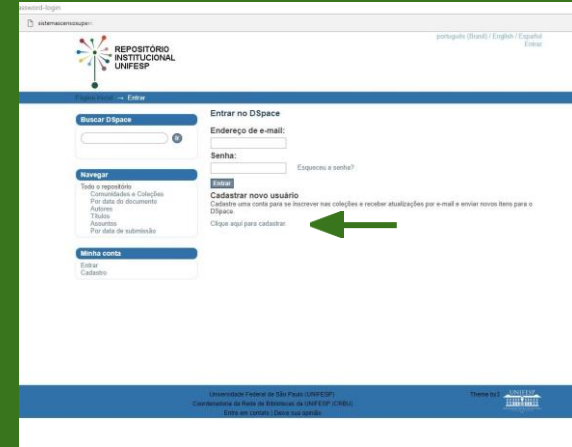 assword-login
sistemascensosuper
português (Brasil) / English / Español
Entrar
REPOSITÓRIO
INSTITUCIONAL
UNIFESP
Página inicial → Entrar
Buscar DSpace
Ir
Navegar
Todo o repositório
Comunidades e Coleções
Por data do documento
Autores
Títulos
Assuntos
Por data de submissão
Minha conta
Entrar
Cadastro
Entrar no DSpace
Endereço de e-mail:
Senha:
Esqueceu a senha?
Entrar
Cadastrar novo usuário
Cadastre uma conta para se inscrever nas coleções e receber atualizações por e-mail e enviar novos itens para o
DSpace.
Clique aqui para cadastrar.
Universidade Federal de São Paulo (UNIFESP)
Coordenadoria da Rede de Bibliotecas da UNIFESP (CRBU)
Entre em contato | Deixe sua opinião
Theme by
UNIFESP